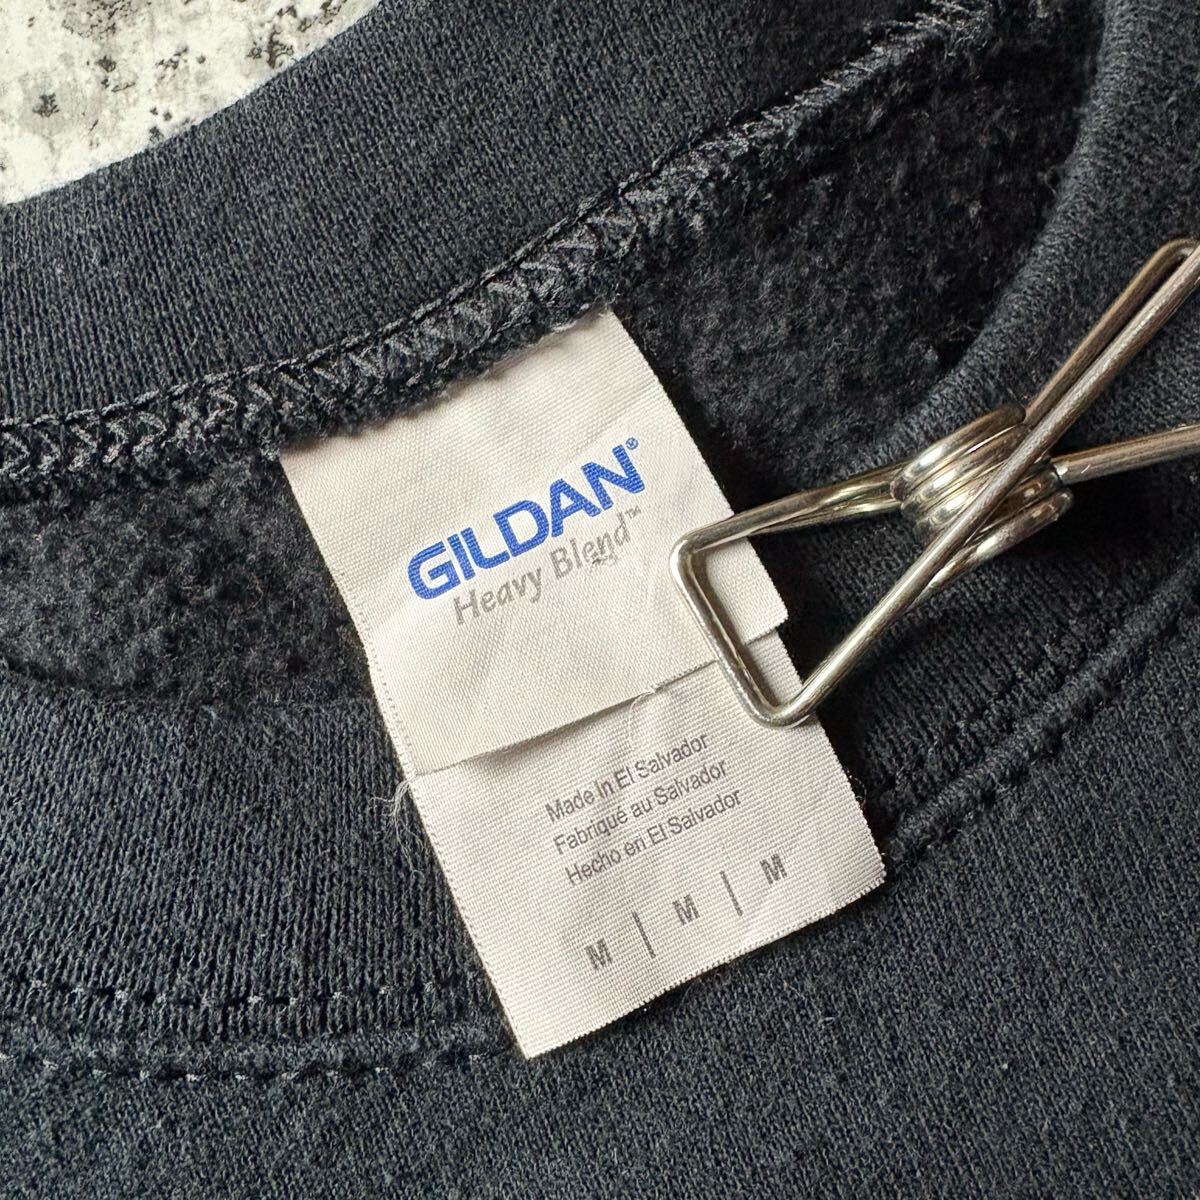 GILDAN®
Heavy Blend™
Made in El Salvador
Fabriqué au Salvador
Hecho en El Salvador
M | M | M